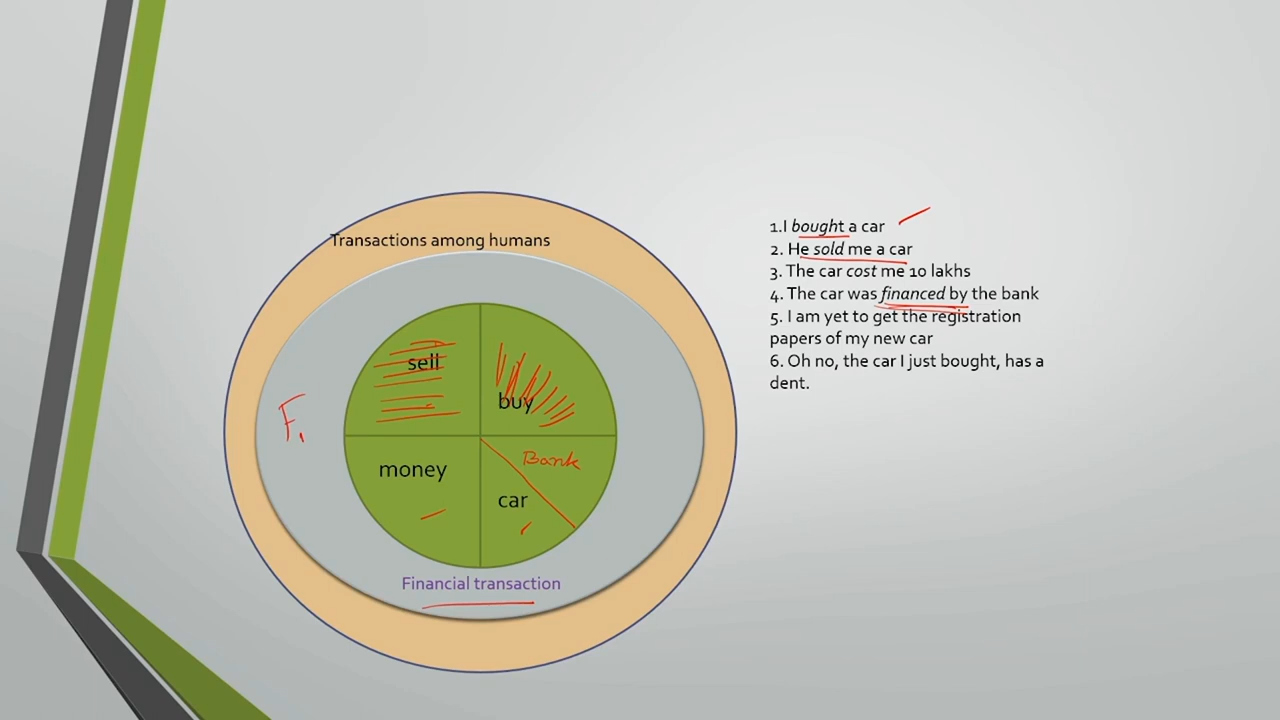 Transactions among humans
sell
buy
F.
money
Bank
car
Financial transaction
1.I bought a car
2. He sold me a car
3. The car cost me 10 lakhs
4. The car was financed by the bank
5. I am yet to get the registration
papers of my new car
6. Oh no, the car I just bought, has a
dent.